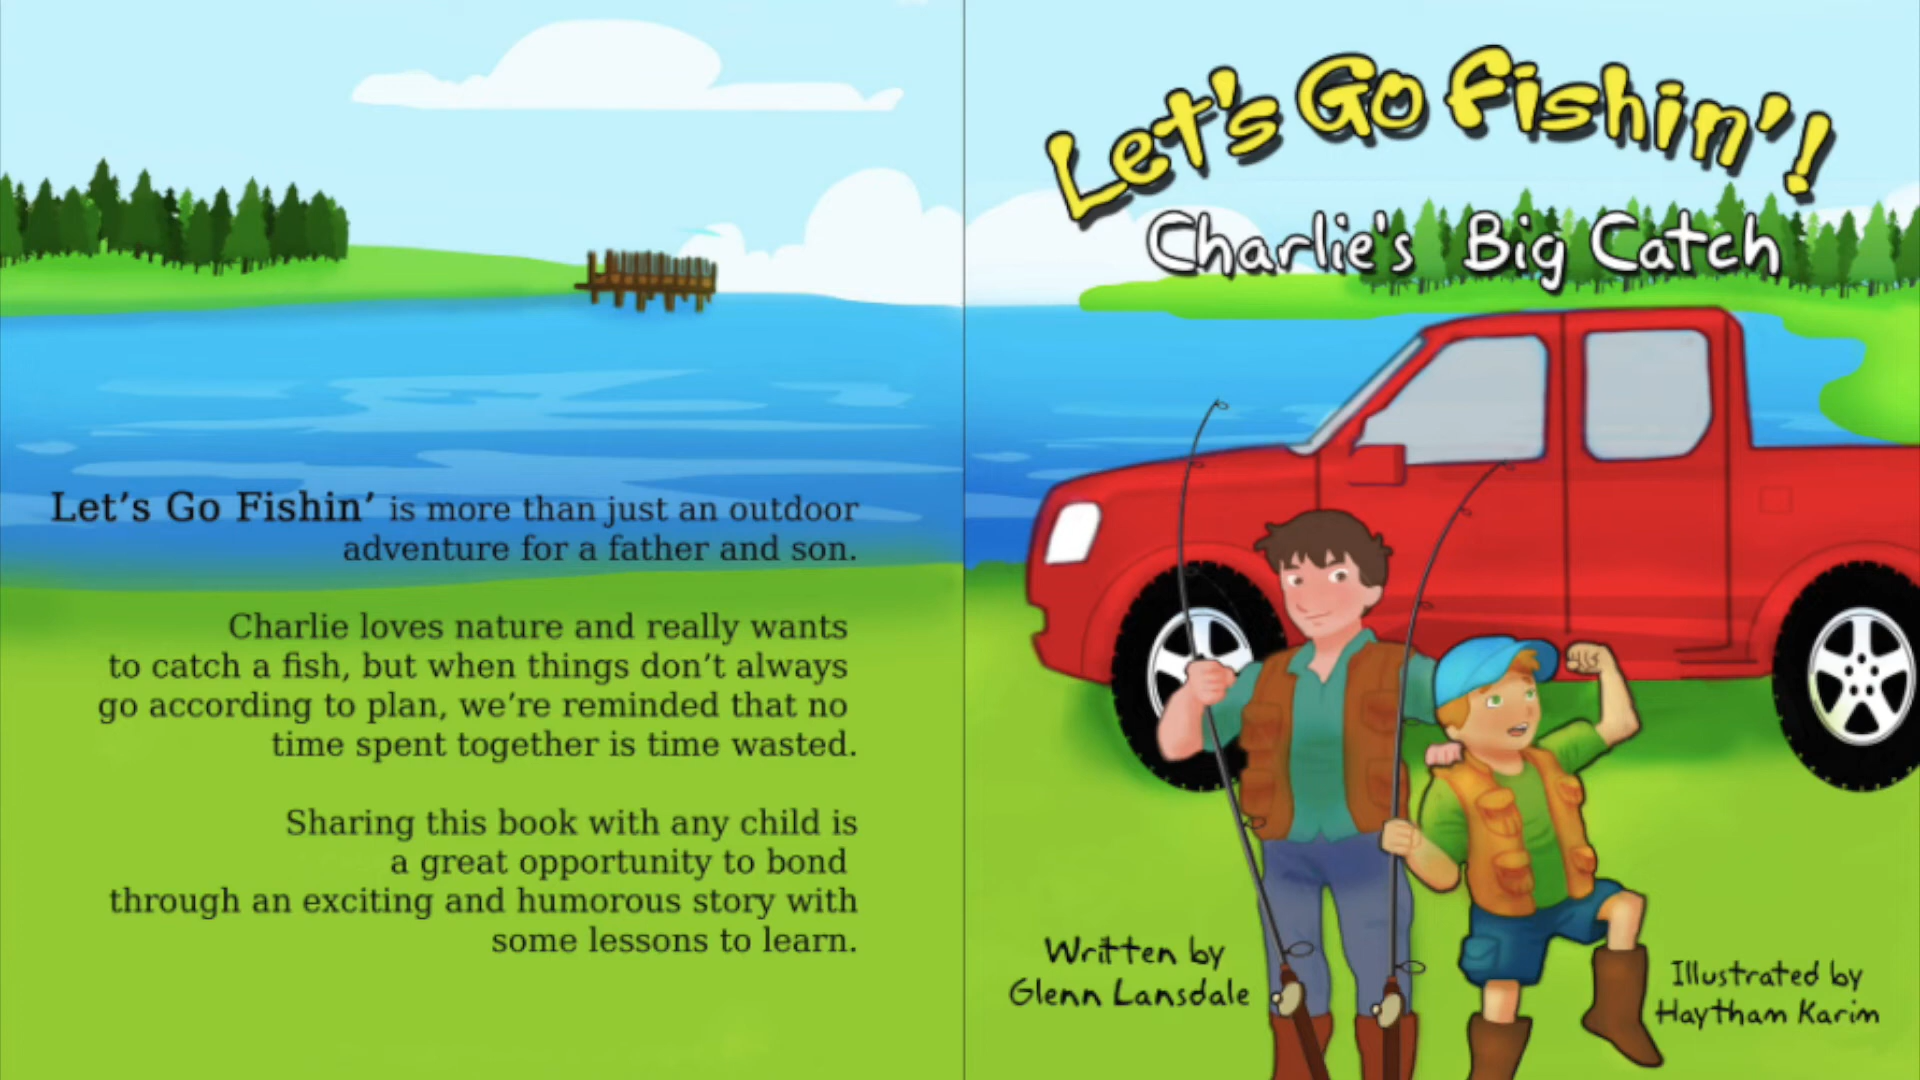 Let’s Go Fishin’ is more than just an outdoor
adventure for a father and son.
Charlie loves nature and really wants
to catch a fish, but when things don’t always
go according to plan, we’re reminded that no
time spent together is time wasted.
Sharing this book with any child is
a great opportunity to bond
through an exciting and humorous story with
some lessons to learn.
Let's Go Fishin'!
Charlie's Big Catch
Written by
Glenn Lansdale
Illustrated by
Haytham Karim